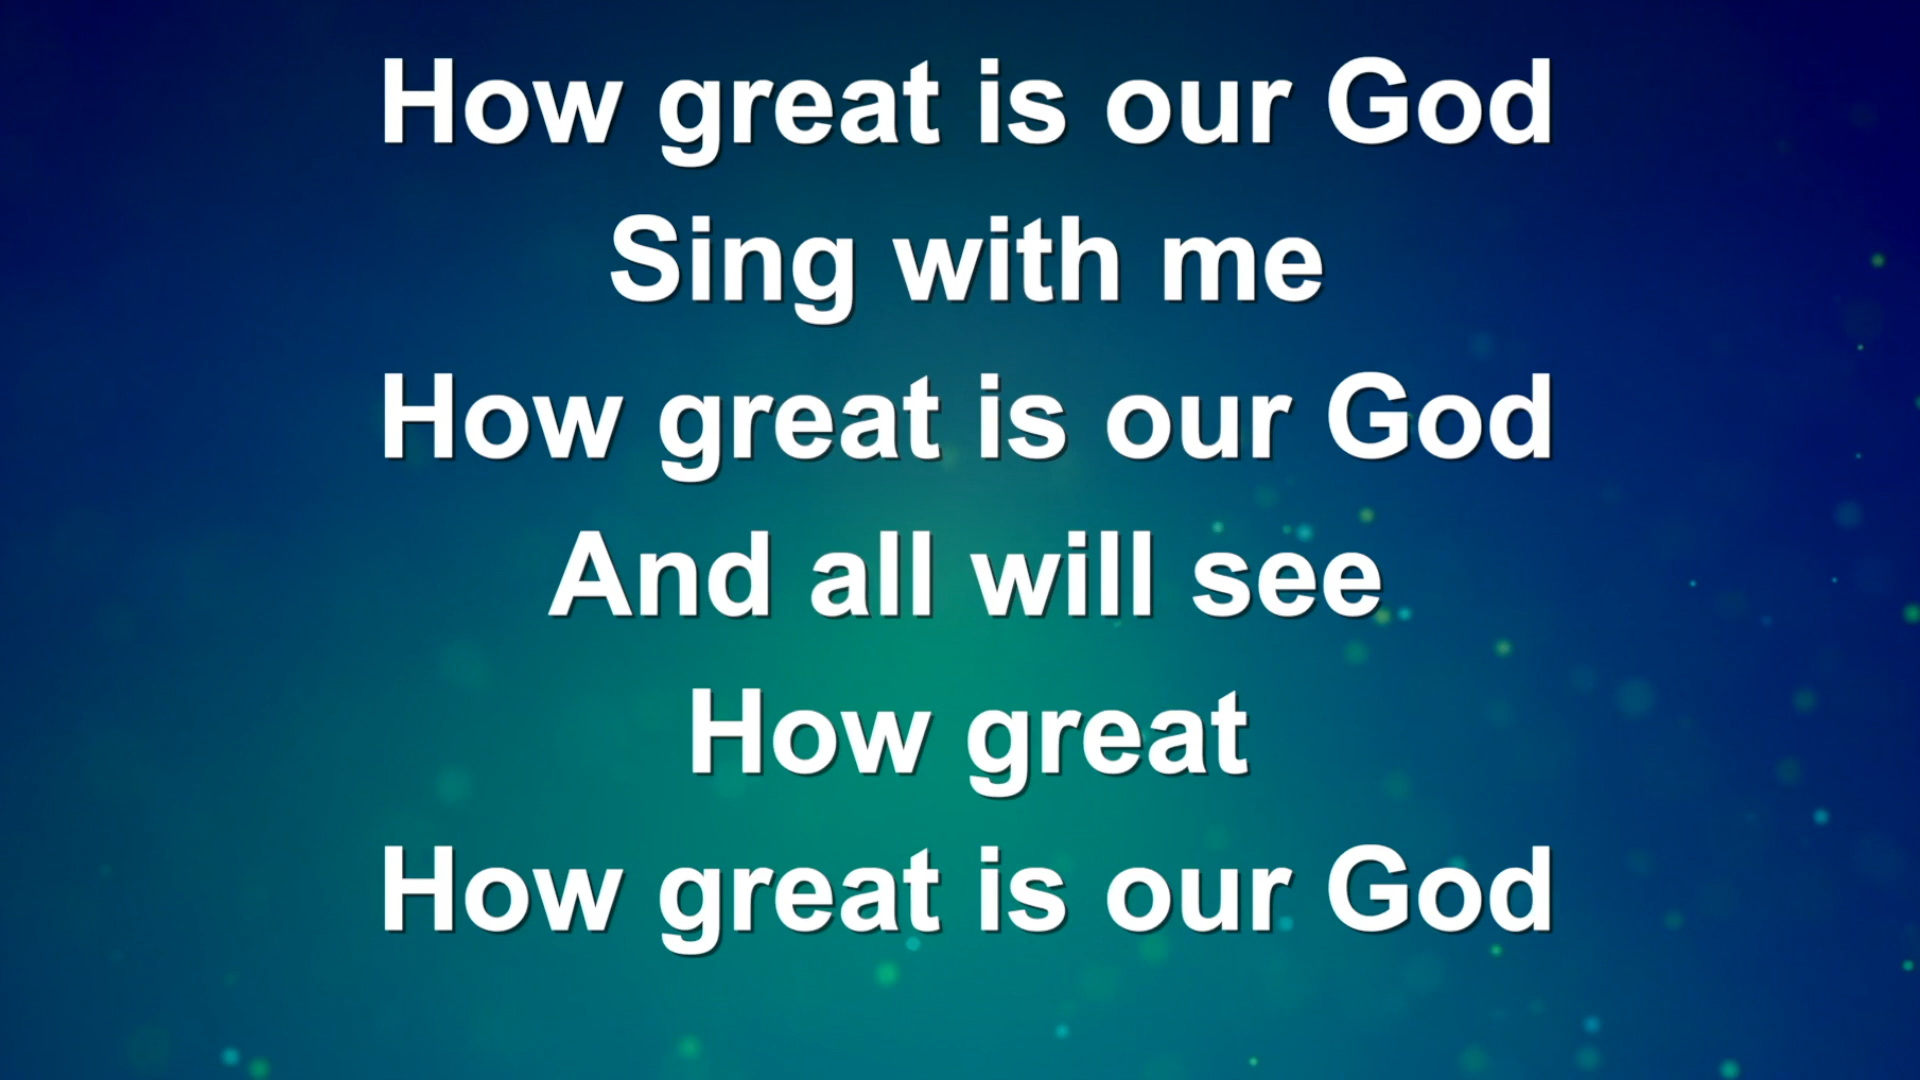 How great is our God
Sing with me
How great is our God
And all will see
How great
How great is our God